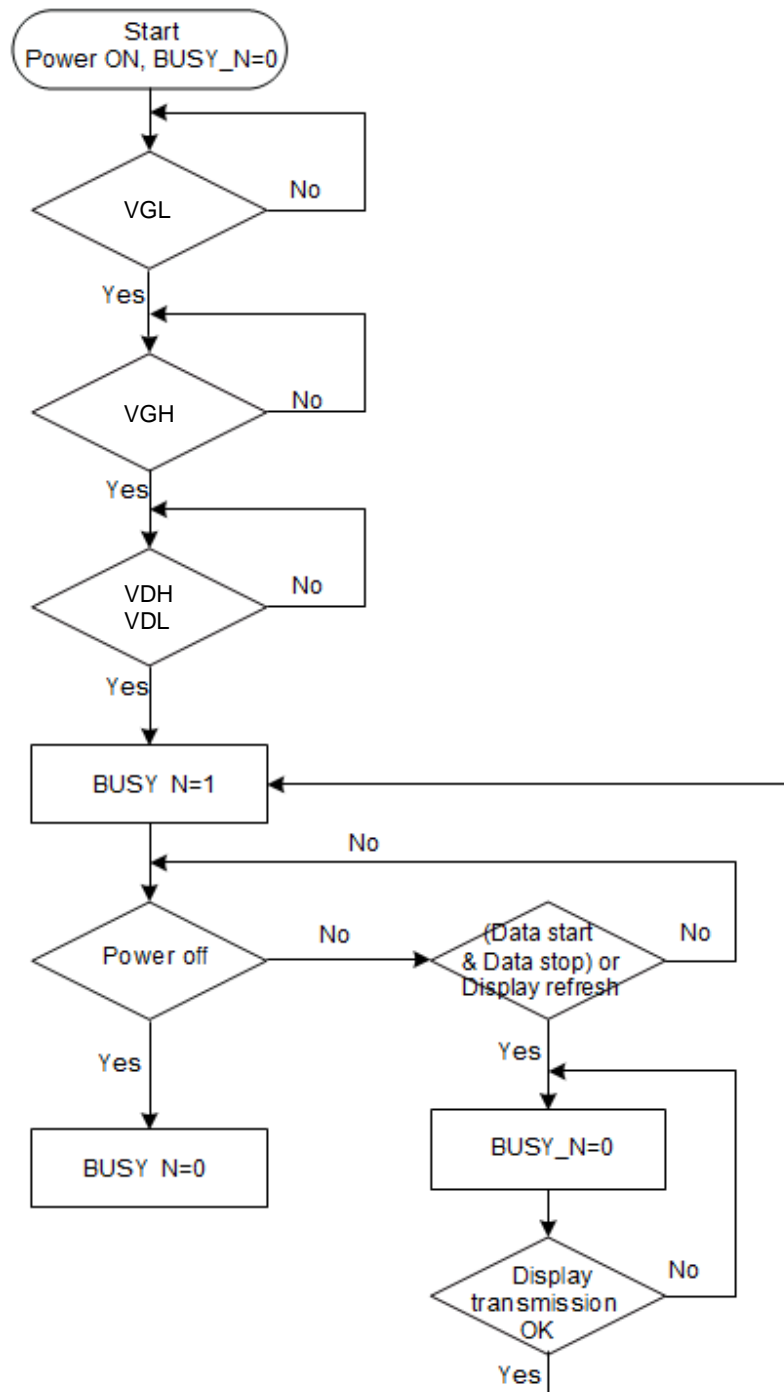 Start
Power ON, BUSY_N=0
VGL
No
Yes
VGH
No
Yes
VDH
VDL
No
Yes
BUSY N=1
No
Power off
No
(Data start
& Data stop) or
Display refresh
No
Yes
Yes
BUSY N=0
BUSY_N=0
Display
transmission
OK
No
Yes